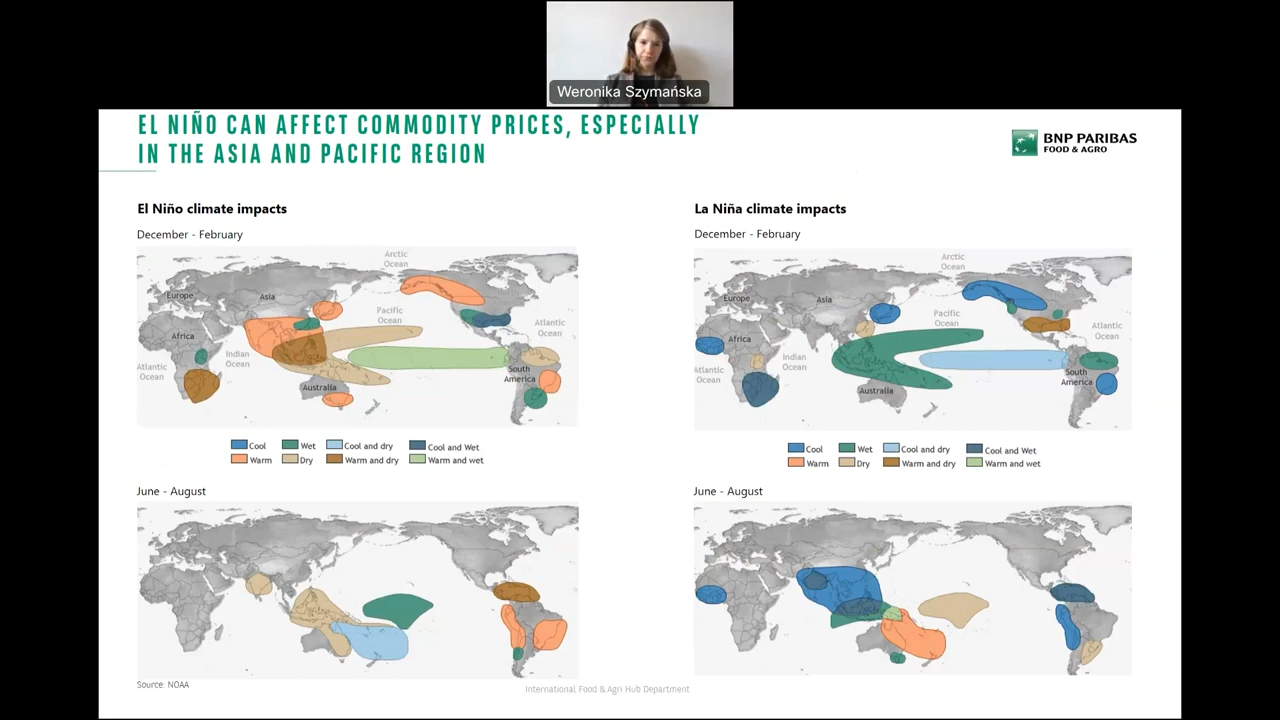 Weronika Szymańska
EL NIÑO CAN AFFECT COMMODITY PRICES, ESPECIALLY
IN THE ASIA AND PACIFIC REGION
BNP PARIBAS
FOOD & AGRO
El Niño climate impacts
December - February
Arctic
Ocean
Europe
Asia
Pacific
Ocean
Africa
Atlantic
Ocean
Indian
Ocean
Atlantic
Ocean
South
America
Australia
Cool
Wet
Cool and dry
Cool and Wet
Warm
Dry
Warm and dry
Warm and wet
June - August
La Niña climate impacts
December - February
Arctic
Ocean
Europe
Asia
Pacific
Ocean
Africa
Atlantic
Ocean
Indian
Ocean
Atlantic
Ocean
South
America
Australia
Cool
Wet
Cool and dry
Cool and Wet
Warm
Dry
Warm and dry
Warm and wet
June - August
Source: NOAA
International Food & Agri Hub Department